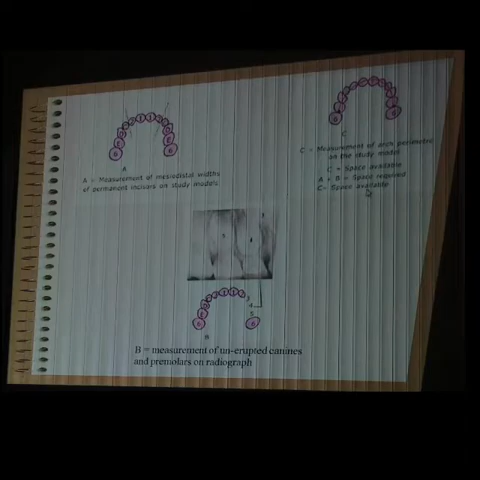 A
A = Measurement of mesiodistal widths
of permanent incisors on study models.
C
C = Measurement of arch perimetre
on the study model
C = Space available
A + B = Space required
C- Space available
B
B = measurement of un-erupted canines
and premolars on radiograph